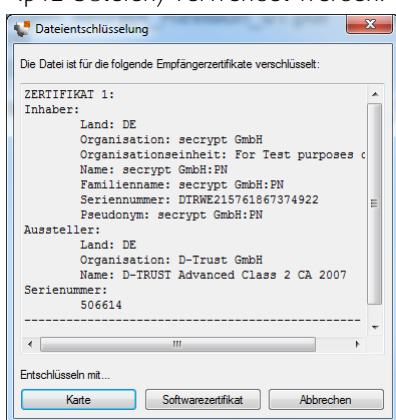 Dateientschlüsselung
Die Datei ist für die folgende Empfängerzertifikate verschlüsselt:
ZERTIFIKAT 1:
Inhaber:
Land: DE
Organisation: secrypt GmbH
Organisationseinheit: For Test purposes
Name: secrypt GmbH:PN
Familienname: secrypt GmbH:PN
Seriennummer: DTRWE215761867374922
Pseudonym: secrypt GmbH:PN
Aussteller:
Land: DE
Organisation: D-Trust GmbH
Name: D-TRUST Advanced Class 2 CA 2007
Serienummer:
506614
--------------------------------------------------
Entschlüsseln mit...
Karte Softwarezertifikat Abbrechen